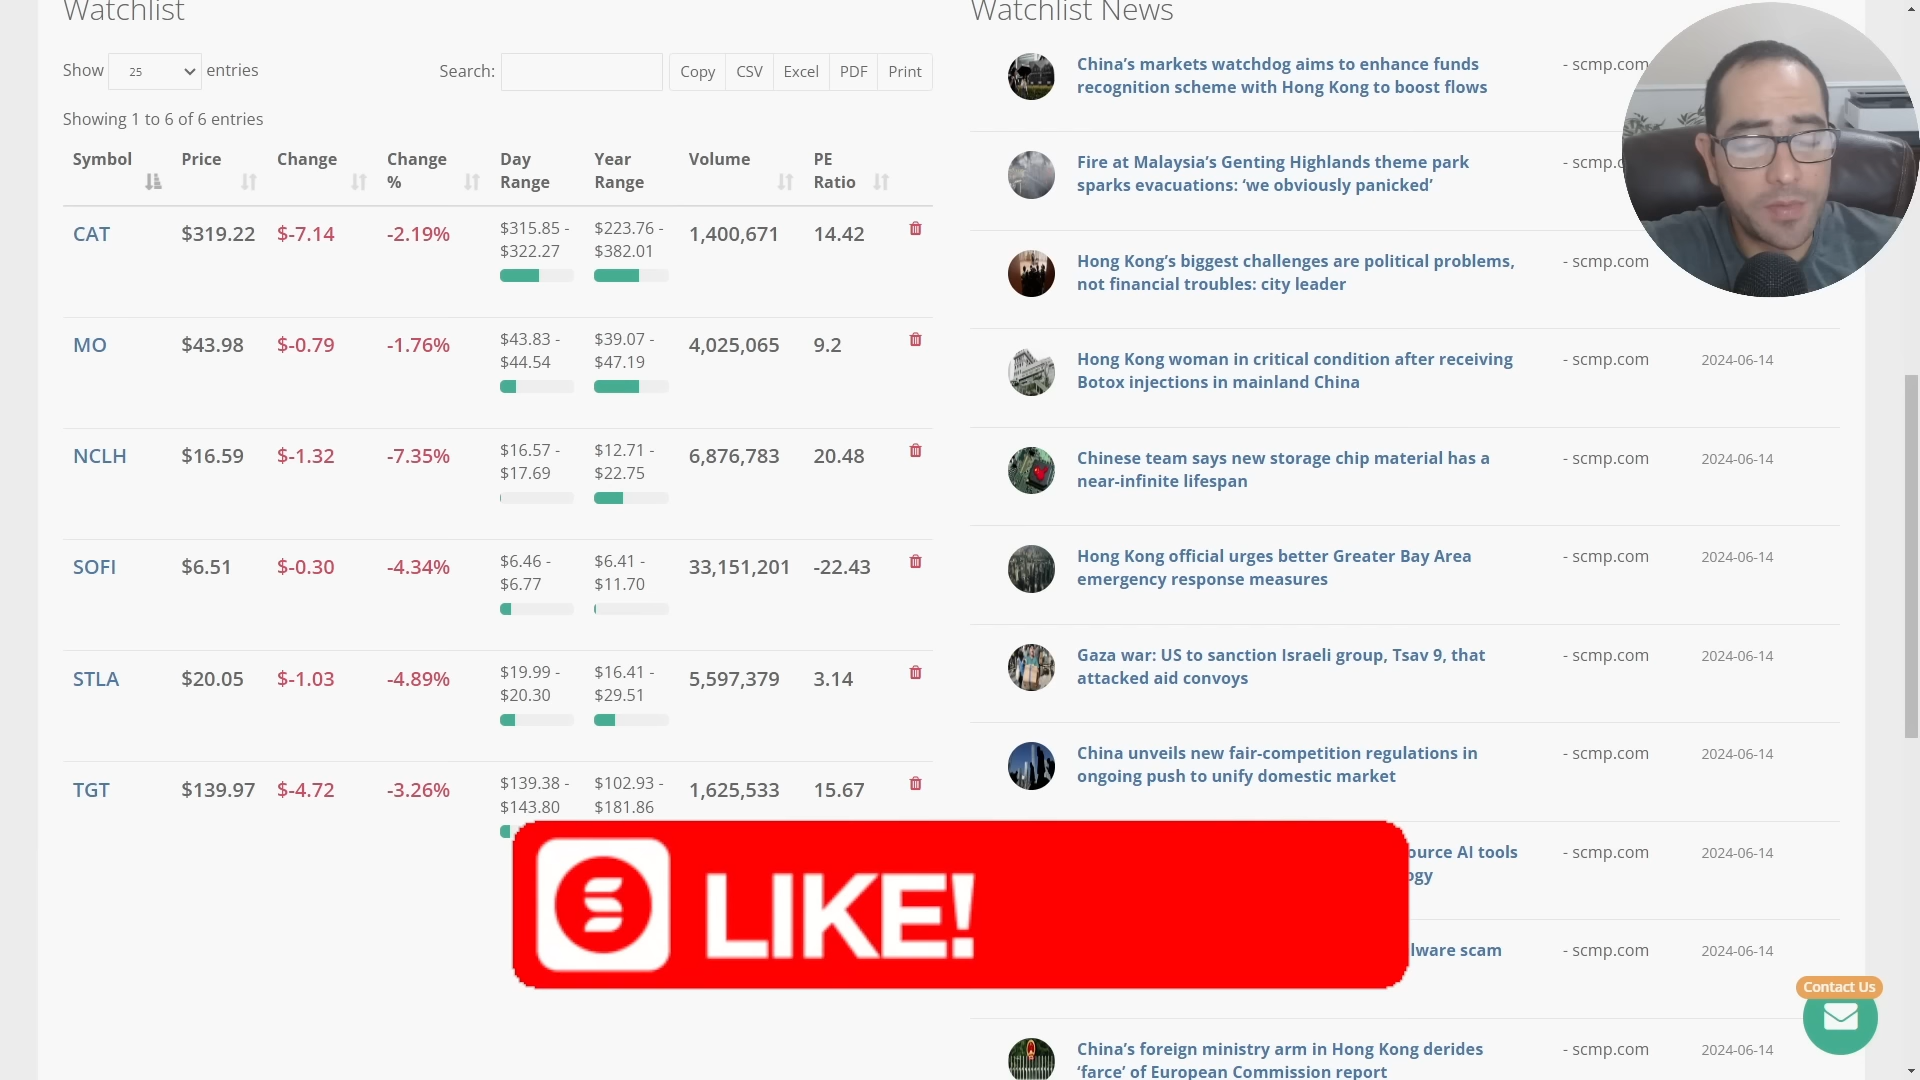 Watchlist
Show 25 entries
Search:
Copy CSV Excel PDF Print
Showing 1 to 6 of 6 entries
Symbol Price Change Change % Day Range Year Range Volume PE Ratio
CAT $319.22 $-7.14 -2.19% $315.85 - $322.27 $223.76 - $382.01 1,400,671 14.42
MO $43.98 $-0.79 -1.76% $43.83 - $44.54 $39.07 - $47.19 4,025,065 9.2
NCLH $16.59 $-1.32 -7.35% $16.57 - $17.69 $12.71 - $22.75 6,876,783 20.48
SOFI $6.51 $-0.30 -4.34% $6.46 - $6.77 $6.41 - $11.70 33,151,201 -22.43
STLA $20.05 $-1.03 -4.89% $19.99 - $20.30 $16.41 - $29.51 5,597,379 3.14
TGT $139.97 $-4.72 -3.26% $139.38 - $143.80 $102.93 - $181.86 1,625,533 15.67
Watchlist News
China's markets watchdog aims to enhance funds - scmp.com
recognition scheme with Hong Kong to boost flows
Fire at Malaysia's Genting Highlands theme park
sparks evacuations: 'we obviously panicked'
Hong Kong's biggest challenges are political problems, - scmp.com
not financial troubles: city leader
Hong Kong woman in critical condition after receiving - scmp.com 2024-06-14
Botox injections in mainland China
Chinese team says new storage chip material has a - scmp.com 2024-06-14
near-infinite lifespan
Hong Kong official urges better Greater Bay Area - scmp.com 2024-06-14
emergency response measures
Gaza war: US to sanction Israeli group, Tsav 9, that - scmp.com 2024-06-14
attacked aid convoys
China unveils new fair-competition regulations in - scmp.com 2024-06-14
ongoing push to unify domestic market
AI tools - scmp.com 2024-06-14
scam - scmp.com 2024-06-14
China's foreign ministry arm in Hong Kong derides - scmp.com 2024-06-14
'farce' of European Commission report
LIKE!
Contact Us